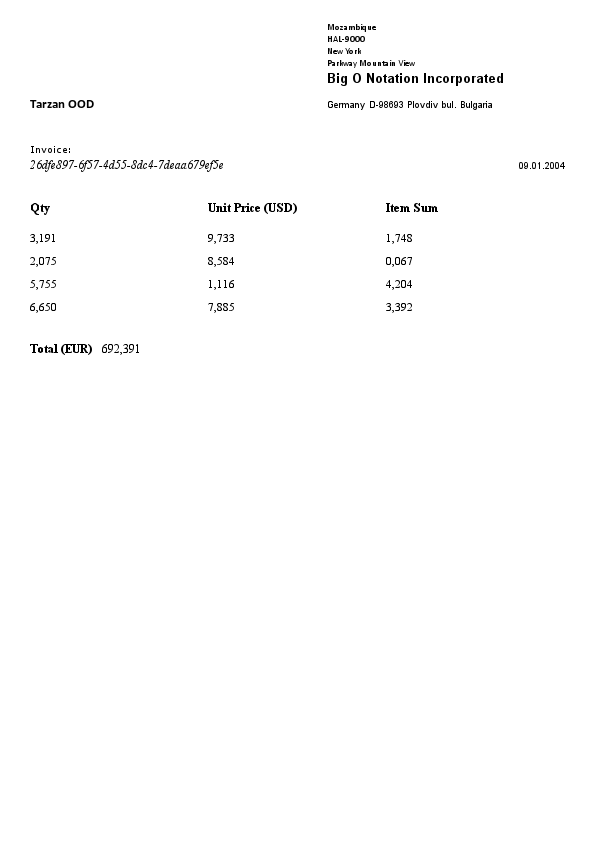 Mozambique
HAL-9000
New York
Parkway Mountain View
Big O Notation Incorporated
Tarzan OOD
Germany D-98693 Plovdiv bul. Bulgaria
Invoice:
26dfe897-6f57-4d55-8dc4-7deaa679ef5e
09.01.2004
Qty Unit Price (USD) Item Sum
3,191 9,733 1,748
2,075 8,584 0,067
5,755 1,116 4,204
6,650 7,885 3,392
Total (EUR) 692,391